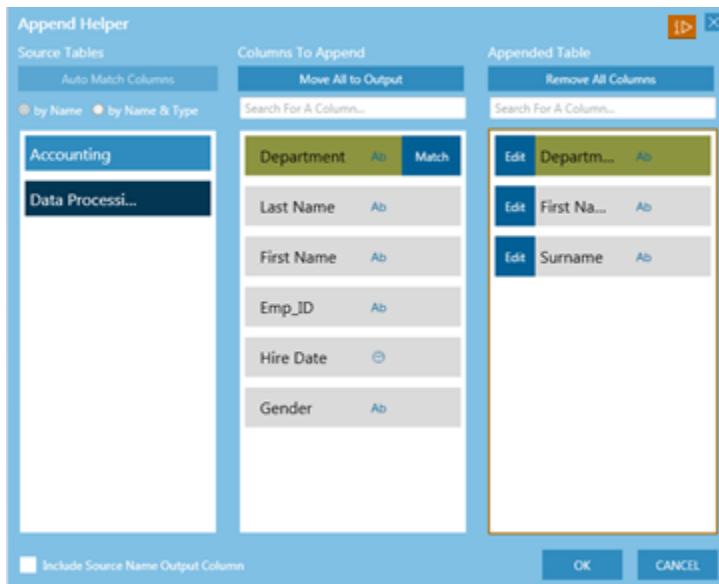 Append Helper
Source Tables
Auto Match Columns
by Name by Name & Type
Accounting
Data Processi...
Columns To Append
Move All to Output
Search For A Column...
Department Ab Match
Last Name Ab
First Name Ab
Emp_ID Ab
Hire Date
Gender Ab
Appended Table
Remove All Columns
Search For A Column...
Edit Departm... Ab
Edit First Na... Ab
Edit Surname Ab
Include Source Name Output Column
OK CANCEL